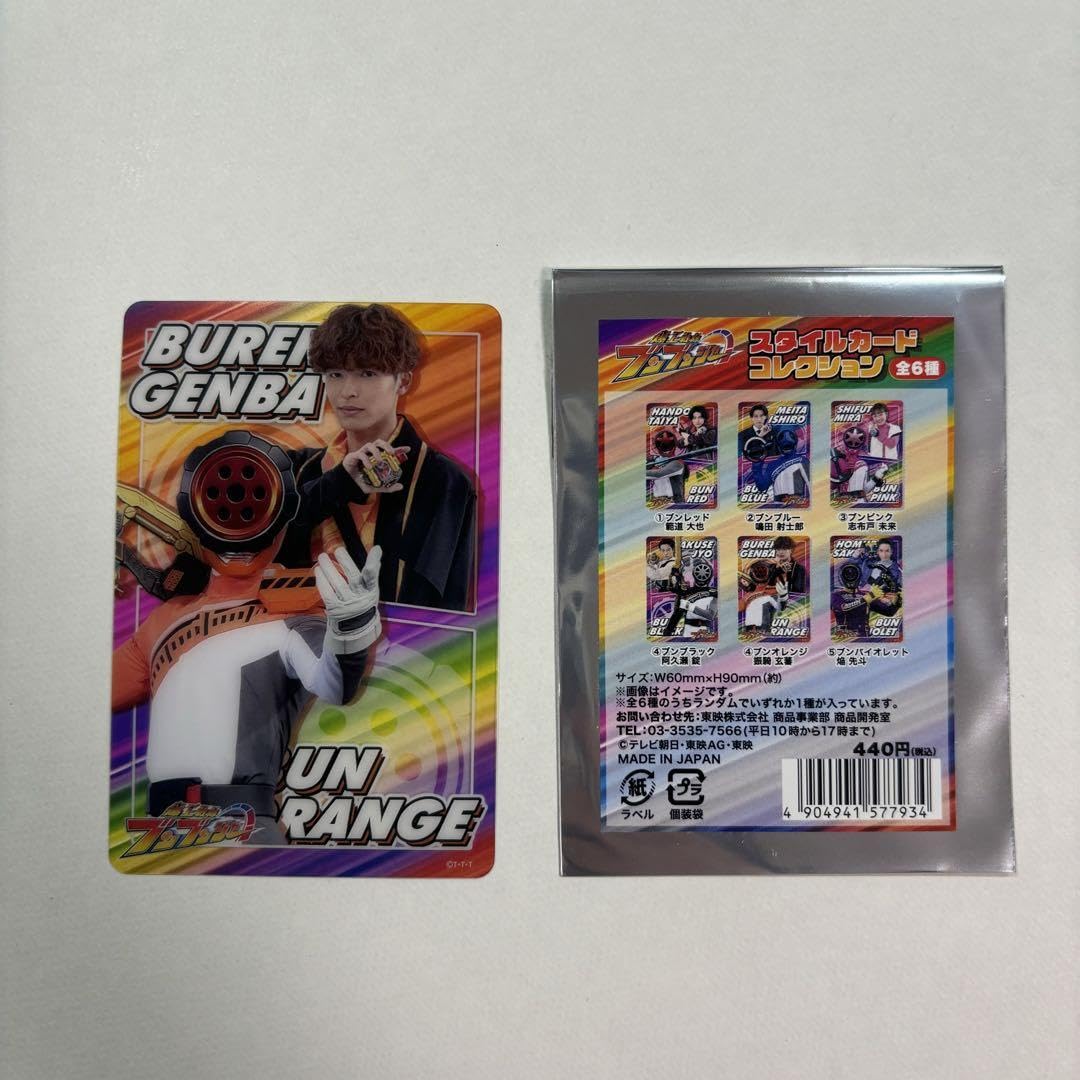 BUREN
GENBA
BUN
ORANGE
爆上戦隊
ブンブンジャー
©T・T・T
爆上戦隊
ブンブンジャー
スタイルカード
コレクション 全6種
HANDO
TAIYA
BUN
RED
MEITA
ISHIRO
BUN
BLUE
SHIFUT
MIRA
BUN
PINK
①ブンレッド
範道 大也
②ブンブルー
鳴田 射士郎
③ブンピンク
志布戸 未来
AKUSE
JYO
BUN
BLACK
BUREN
GENBA
BUN
ORANGE
HOMURA
SAKITO
BUN
VIOLET
④ブンブラック
阿久瀬 錠
④ブンオレンジ
振騎 玄蕃
⑤ブンバイオレット
焔 先斗
サイズ:W60mm×H90mm(約)
※画像はイメージです。
※全6種のうちランダムでいずれか1種が入っています。
お問い合わせ先:東映株式会社 商品事業部 商品開発室
TEL:03-3535-7566(平日10時から17時まで)
©テレビ朝日・東映AG・東映
440円(税込)
MADE IN JAPAN
紙
ラベル
プラ
個装袋
4 904941 577934